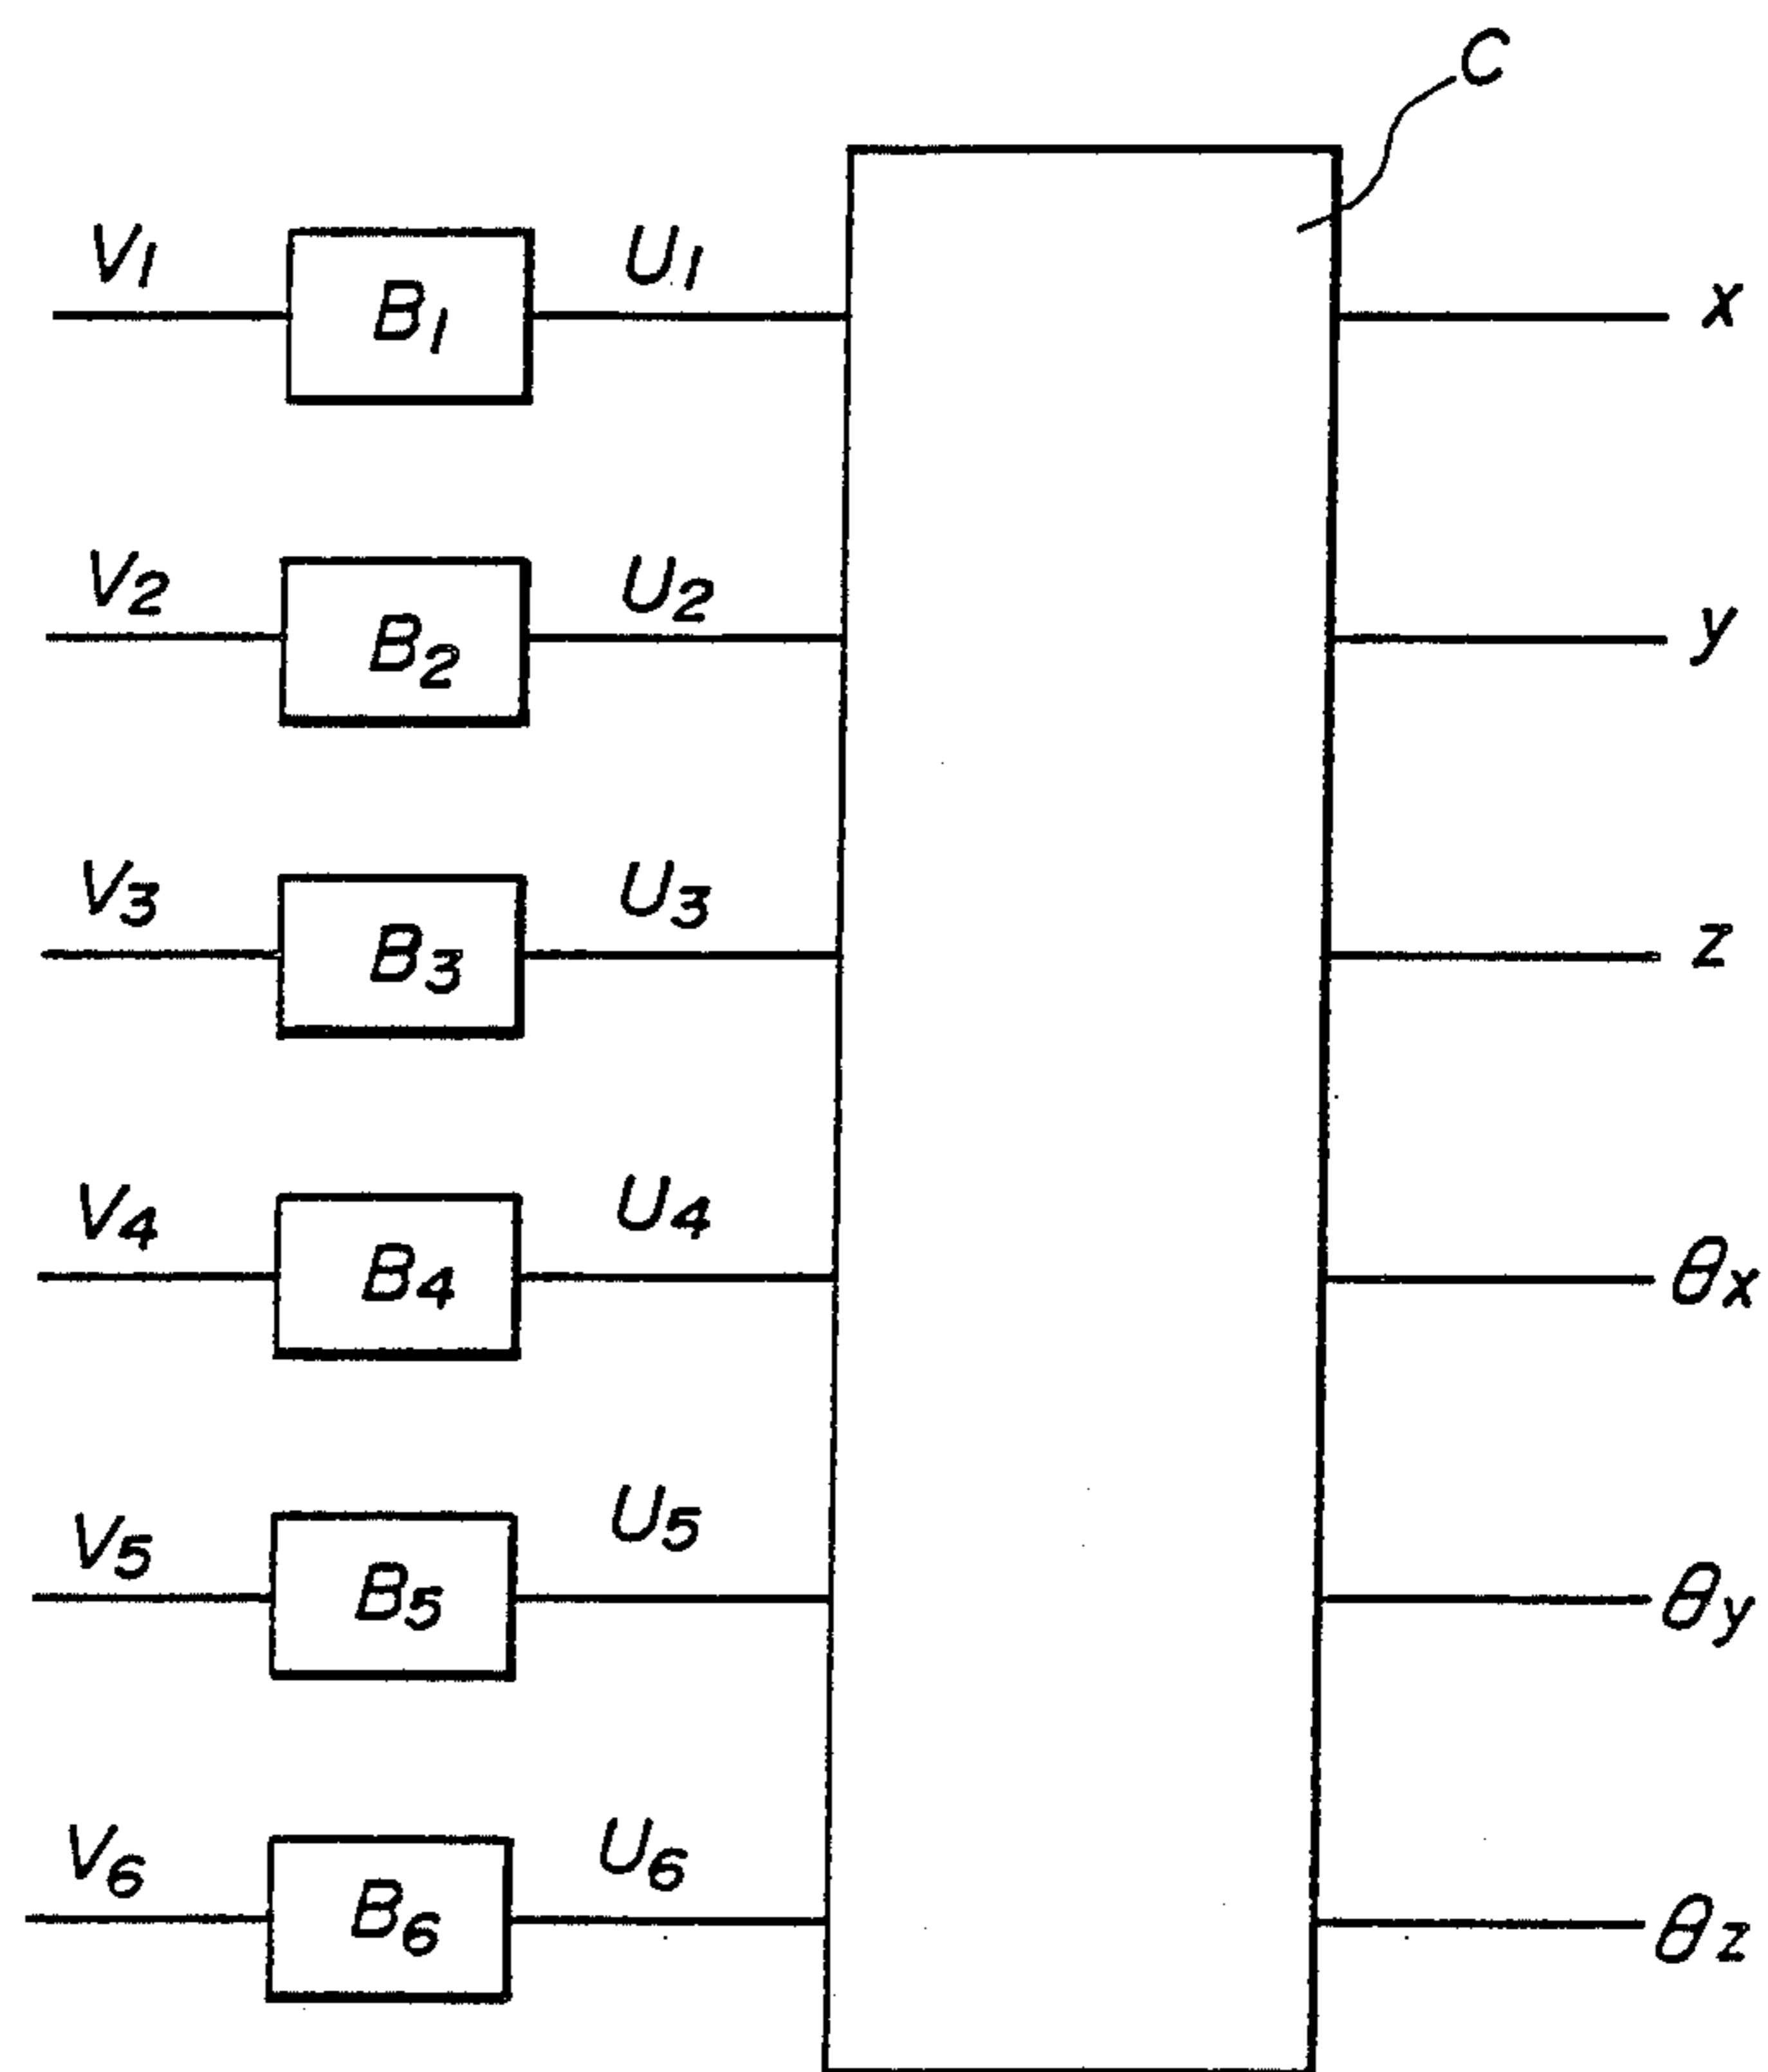 C
V1 B1 U1 x
V2 B2 U2 y
V3 B3 U3 z
V4 B4 U4 θx
V5 B5 U5 θy
V6 B6 U6 θz